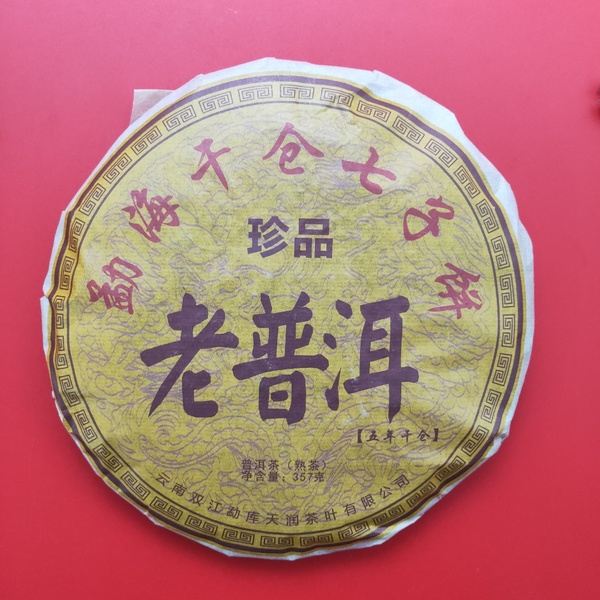 勐海干仓七子饼
珍品
老普洱
【五年干仓】
普洱茶（熟茶）
净含量：357克
云南双江勐库天润茶叶有限公司